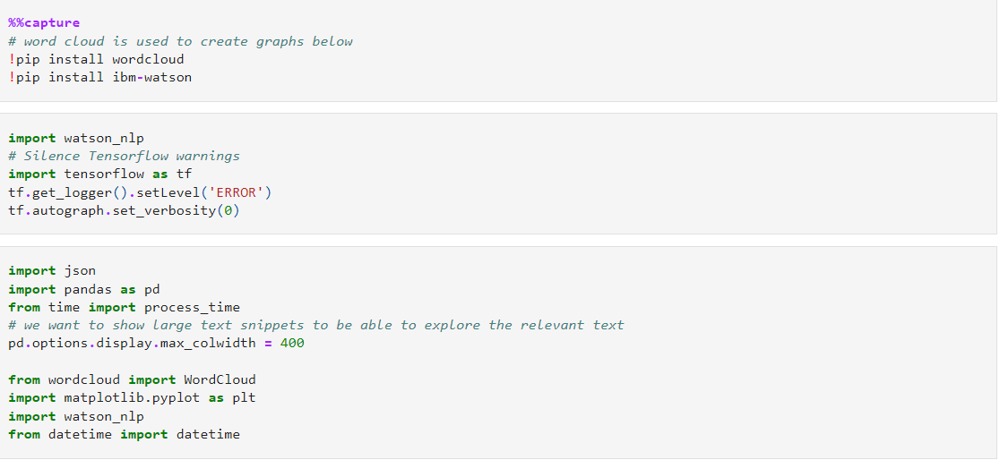 %%capture
# word cloud is used to create graphs below
!pip install wordcloud
!pip install ibm-watson
import watson_nlp
# Silence Tensorflow warnings
import tensorflow as tf
tf.get_logger().setLevel('ERROR')
tf.autograph.set_verbosity(0)
import json
import pandas as pd
from time import process_time
# we want to show large text snippets to be able to explore the relevant text
pd.options.display.max_colwidth = 400
from wordcloud import WordCloud
import matplotlib.pyplot as plt
import watson_nlp
from datetime import datetime